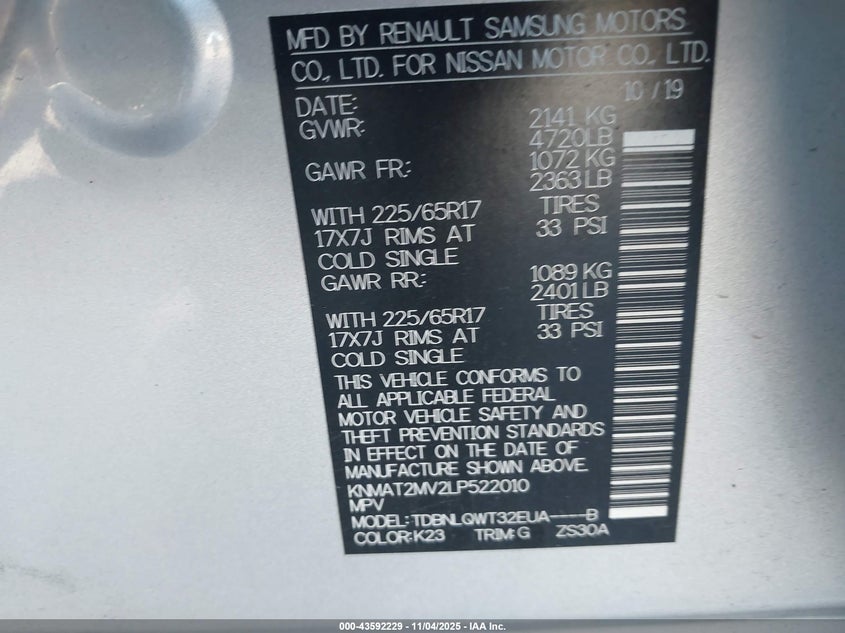 MFD BY RENAULT SAMSUNG MOTORS
CO., LTD. FOR NISSAN MOTOR CO., LTD.
DATE: 10 / 19
GVWR: 2141 KG
4720LB
GAWR FR: 1072 KG
2363LB
WITH 225/65R17 TIRES
17X7J RIMS AT 33 PSI
COLD SINGLE
GAWR RR: 1089 KG
2401LB
WITH 225/65R17 TIRES
17X7J RIMS AT 33 PSI
COLD SINGLE
THIS VEHICLE CONFORMS TO
ALL APPLICABLE FEDERAL
MOTOR VEHICLE SAFETY AND
THEFT PREVENTION STANDARDS
IN EFFECT ON THE DATE OF
MANUFACTURE SHOWN ABOVE.
KNMAT2MV2LP522010
MPV
MODEL: TDBNLQWT32EUA-----B
COLOR:K23 TRIM:G ZS30A
000-43592229 - 11/04/2025 - IAA Inc.